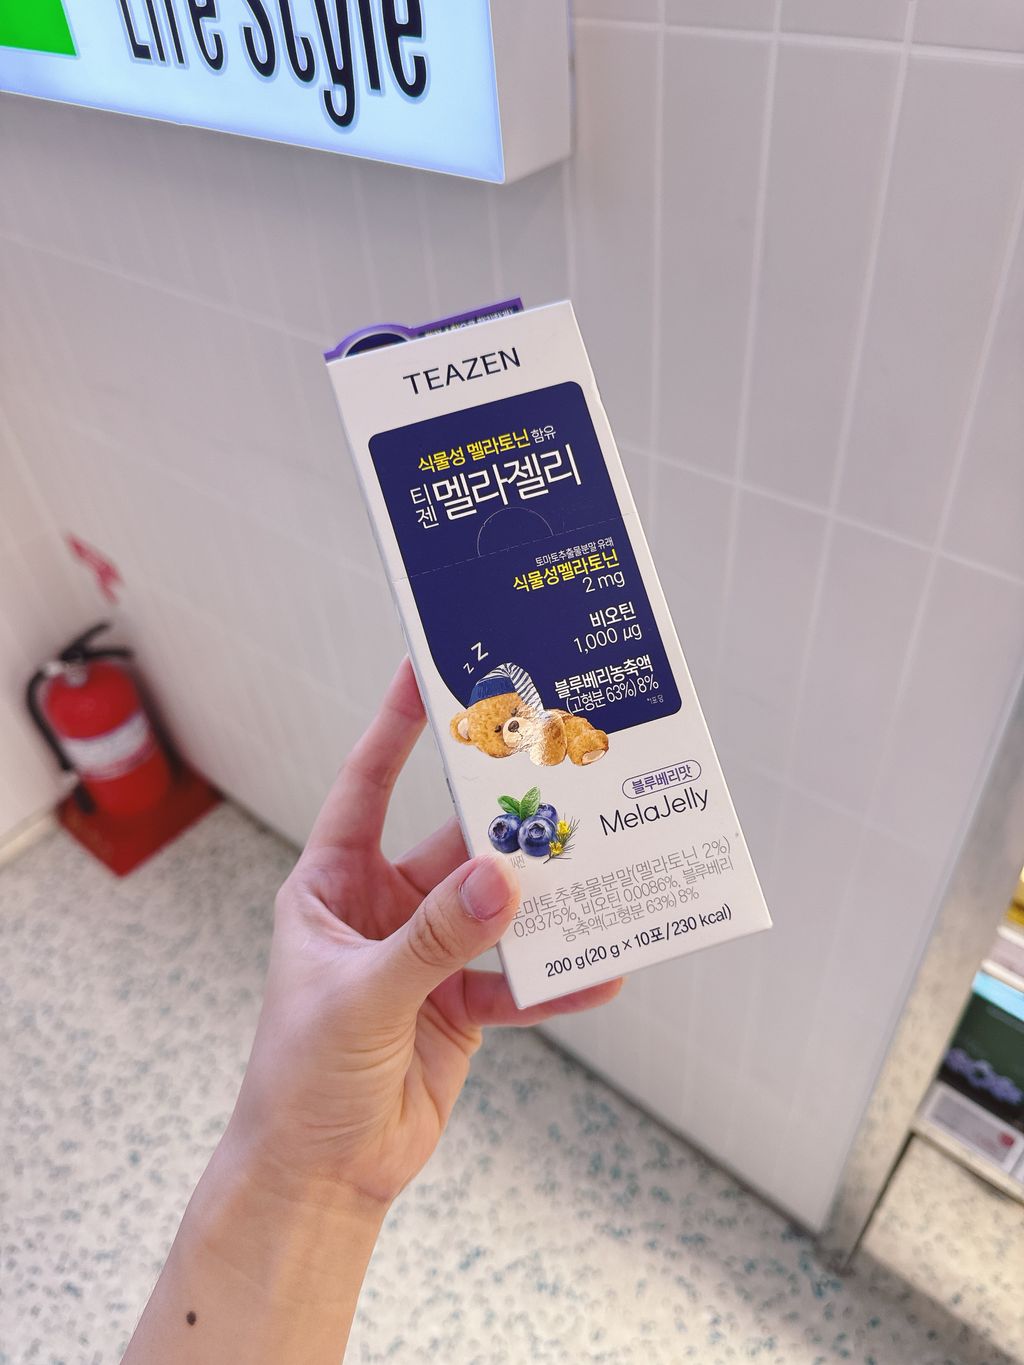 Life Style
TEAZEN
식물성 멜라토닌 함유
티젠 멜라젤리
토마토추출물분말 유래
식물성멜라토닌
2 mg
비오틴
1,000 µg
블루베리농축액
(고형분 63%) 8%
*1포당
z z
블루베리맛
MelaJelly
토마토추출물분말(멜라토닌 2%)
0.9375%, 비오틴 0.0086%, 블루베리
농축액(고형분 63%) 8%
200 g(20 g x 10포/230 kcal)